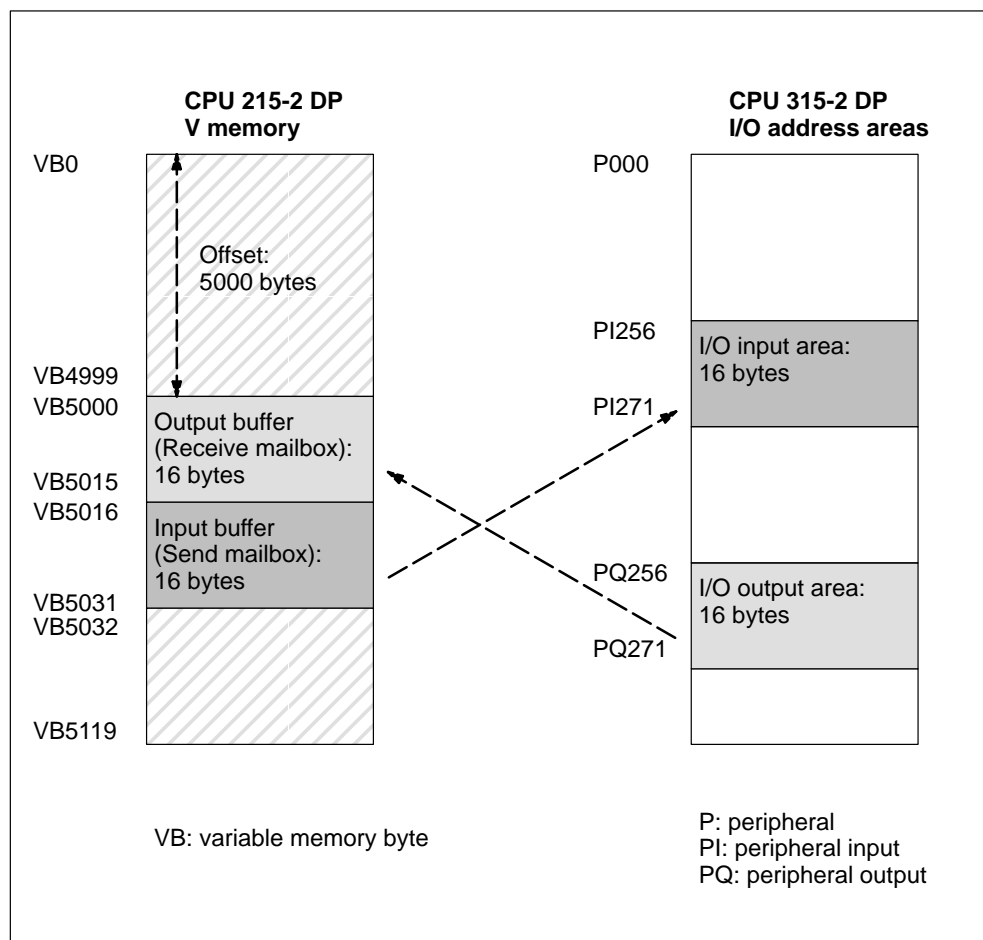 CPU 215-2 DP
V memory
CPU 315-2 DP
I/O address areas
VB0
P000
Offset:
5000 bytes
PI256
I/O input area:
16 bytes
VB4999
VB5000
PI271
Output buffer
(Receive mailbox):
16 bytes
VB5015
VB5016
Input buffer
(Send mailbox):
16 bytes
PQ256
I/O output area:
16 bytes
VB5031
VB5032
PQ271
VB5119
VB: variable memory byte
P: peripheral
PI: peripheral input
PQ: peripheral output